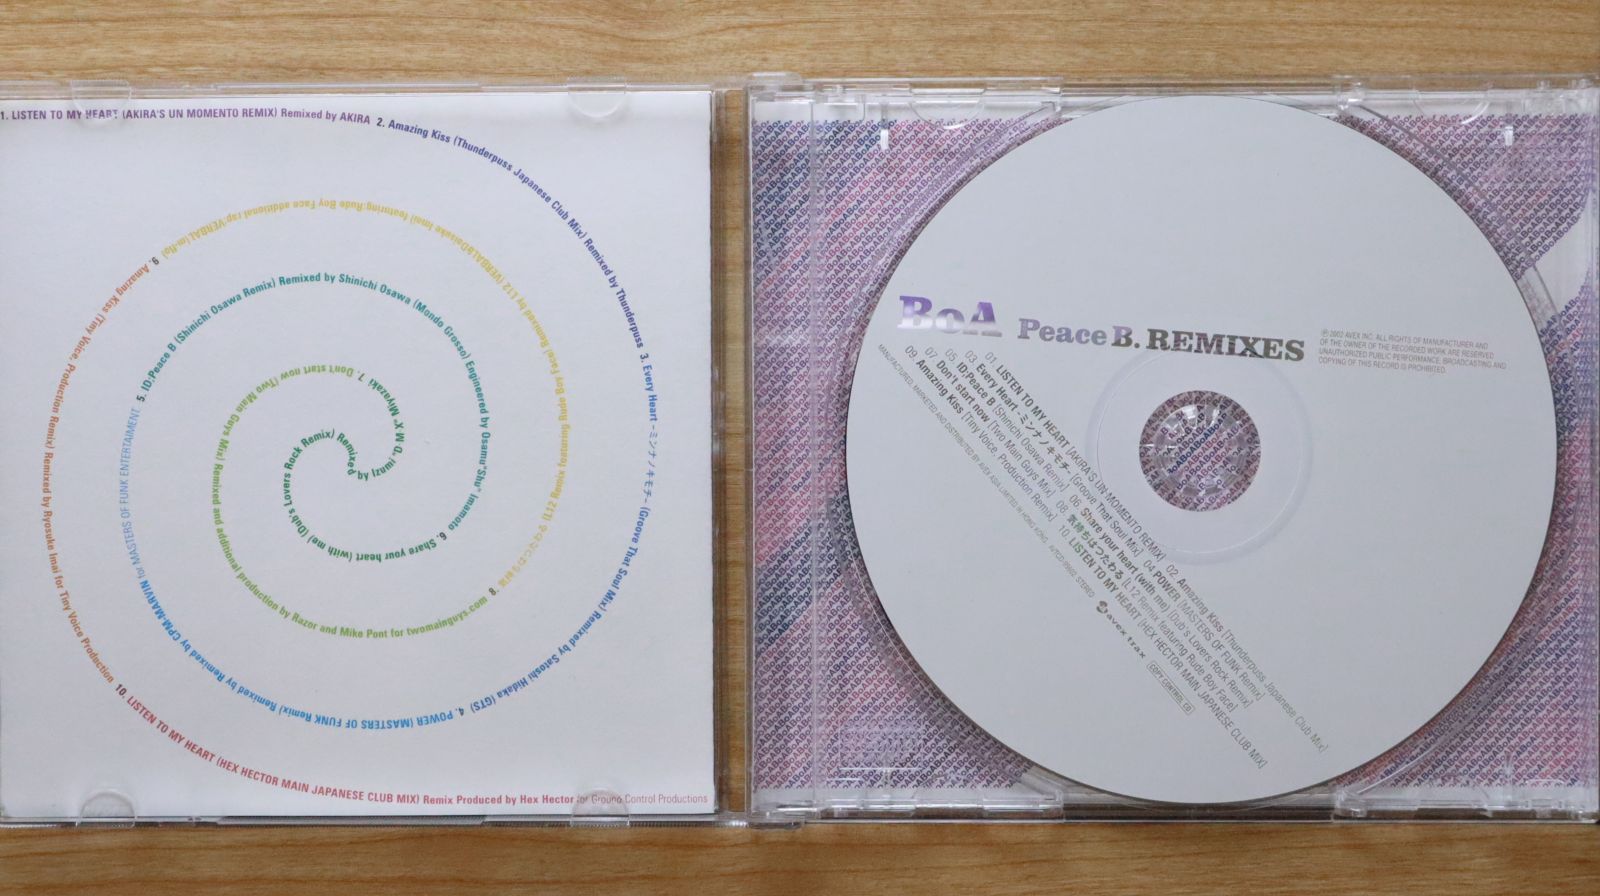 1. LISTEN TO MY HEART (AKIRA'S UN MOMENTO REMIX) Remixed by AKIRA
2. Amazing Kiss (Thunderpuss Japanese Club Mix) Remixed by Thunderpuss
3. Every Heart -ミンナノキモチ- (Groove That Soul Mix) Remixed by Satoshi Hidaka (GTS)
4. POWER (MASTERS OF FUNK Remix) Remixed by Remixed by CPM-MARVIN for MASTERS OF FUNK ENTERTAIMENT
5. ID;Peace B (Shinichi Osawa Remix) Remixed by Shinichi Osawa (Mondo Grosso) Engineered by Osamu"Shu" Imamoto
6. Share your heart (with me) (Dub's Lovers Rock Remix) Remixed by Izumi "D.M.X" Miyazaki
7. Don't start now (Two Main Guys Mix) Remixed and additional production by Razor and Mike Pont for twomainguys.com
8. 気持ちはつたわる (L12 Remix featuring Rude Boy Face) Remixed by L12 (VERBAL&Daisuke Imai) featuring:Rude Boy Face additional rap:VERBAL(m-flo)
9. Amazing Kiss (Tiny Voice, Production Remix) Remixed by Ryosuke Imai for Tiny Voice Production
10. LISTEN TO MY HEART (HEX HECTOR MAIN JAPANESE CLUB MIX) Remix Produced by Hex Hector for Ground Control Productions
BoA Peace B. REMIXES
℗2002 AVEX INC. ALL RIGHTS OF MANUFACTURER AND
OF THE OWNER OF THE RECORDED WORK ARE RESERVED
UNAUTHORIZED PUBLIC PERFORMANCE. BROADCASTING AND
COPYING OF THIS RECORD IS PROHIBITED.
01. LISTEN TO MY HEART [AKIRA'S UN MOMENTO REMIX] 02. Amazing Kiss [Thunderpuss Japanese Club Mix]
03. Every Heart -ミンナノキモチ- [Groove That Soul Mix] 04 POWER [MASTERS OF FUNK Remix]
05. ID;Peace B [Shinichi Osawa Remix] 06. Share your heart (with me) [Dub's Lovers Rock Remix]
07. Don't start now [Two Main Guys Mix] 08. 気持ちはつたわる [L12 Remix featuring Rude Boy Face]
09. Amazing Kiss [Tiny Voice, Production Remix] 10. LISTEN TO MY HEART [HEX HECTOR MAIN JAPANESE CLUB MIX]
MANUFACTURED, MARKETED AND DISTRIBUTED BY AVEX ASIA LIMITED IN HONG KONG. STEREO
avex trax COPY CONTROL CD